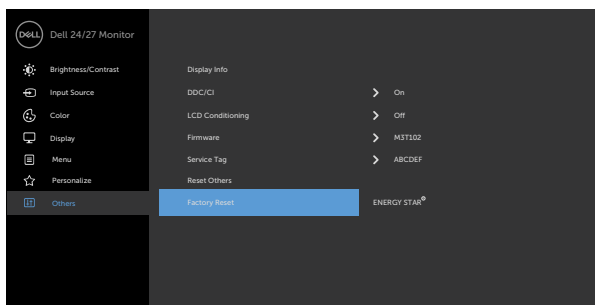 DELL Dell 24/27 Monitor
Brightness/Contrast Display Info
Input Source DDC/CI On
Color LCD Conditioning Off
Display Firmware M3T102
Menu Service Tag ABCDEF
Personalize Reset Others
Others Factory Reset ENERGY STAR®